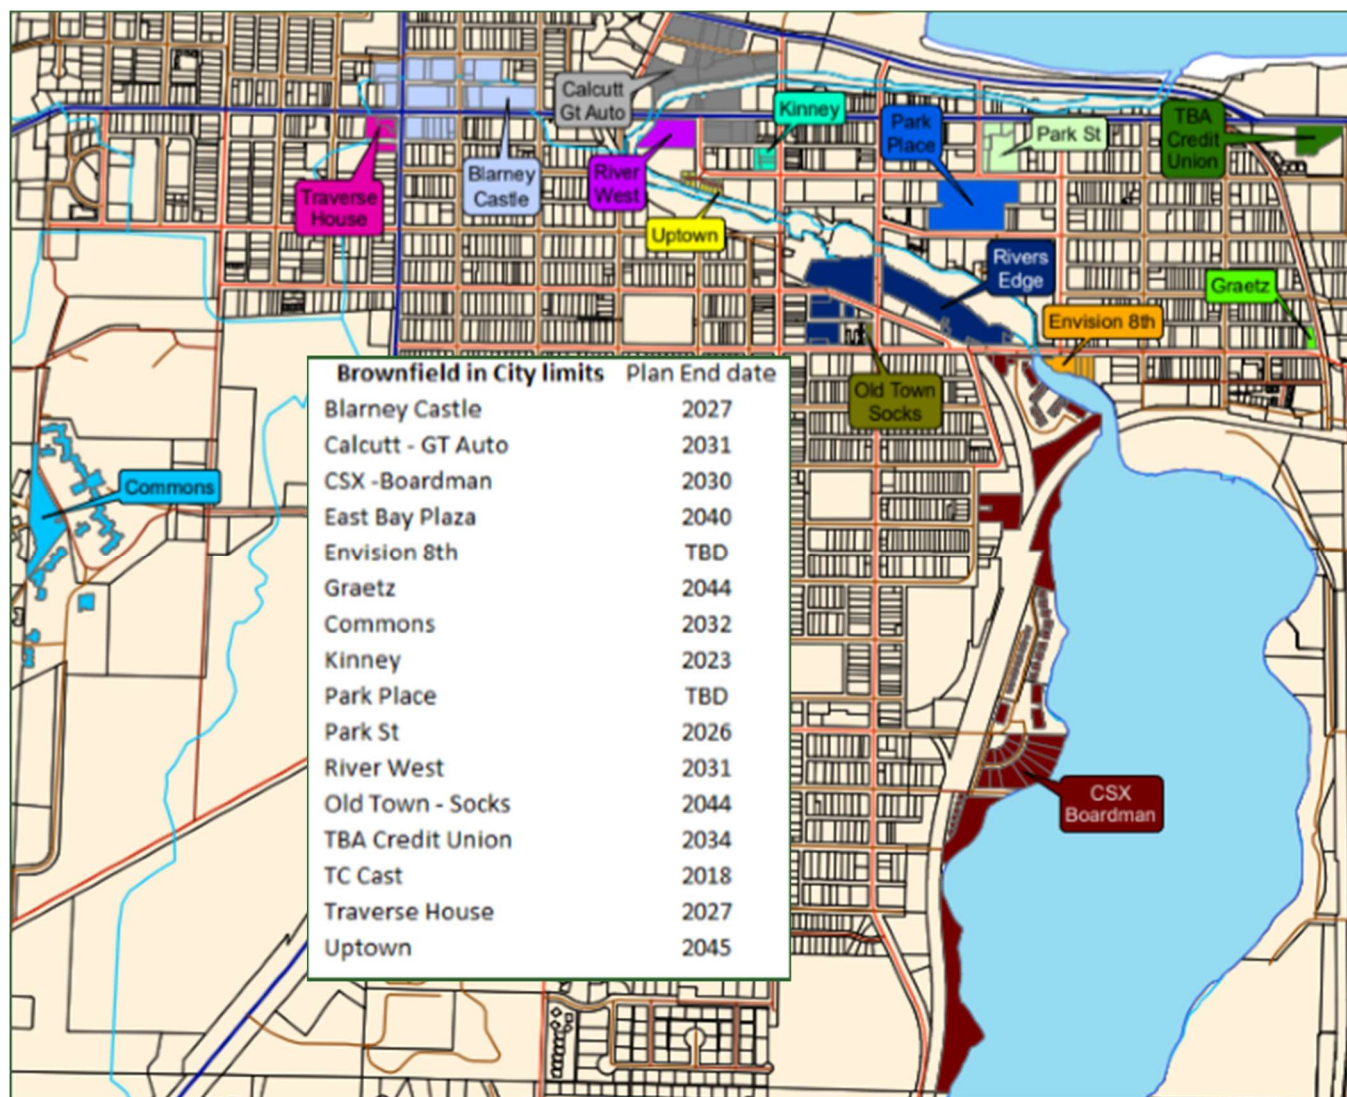 Calcutt
Gt Auto
Kinney
Park
Place
Park St
TBA
Credit
Union
Traverse
House
Blarney
Castle
River
West
Uptown
Rivers
Edge
Graetz
Envision 8th
Old Town
Socks
Commons
CSX
Boardman
Brownfield in City limits Plan End date
Blarney Castle 2027
Calcutt - GT Auto 2031
CSX -Boardman 2030
East Bay Plaza 2040
Envision 8th TBD
Graetz 2044
Commons 2032
Kinney 2023
Park Place TBD
Park St 2026
River West 2031
Old Town - Socks 2044
TBA Credit Union 2034
TC Cast 2018
Traverse House 2027
Uptown 2045